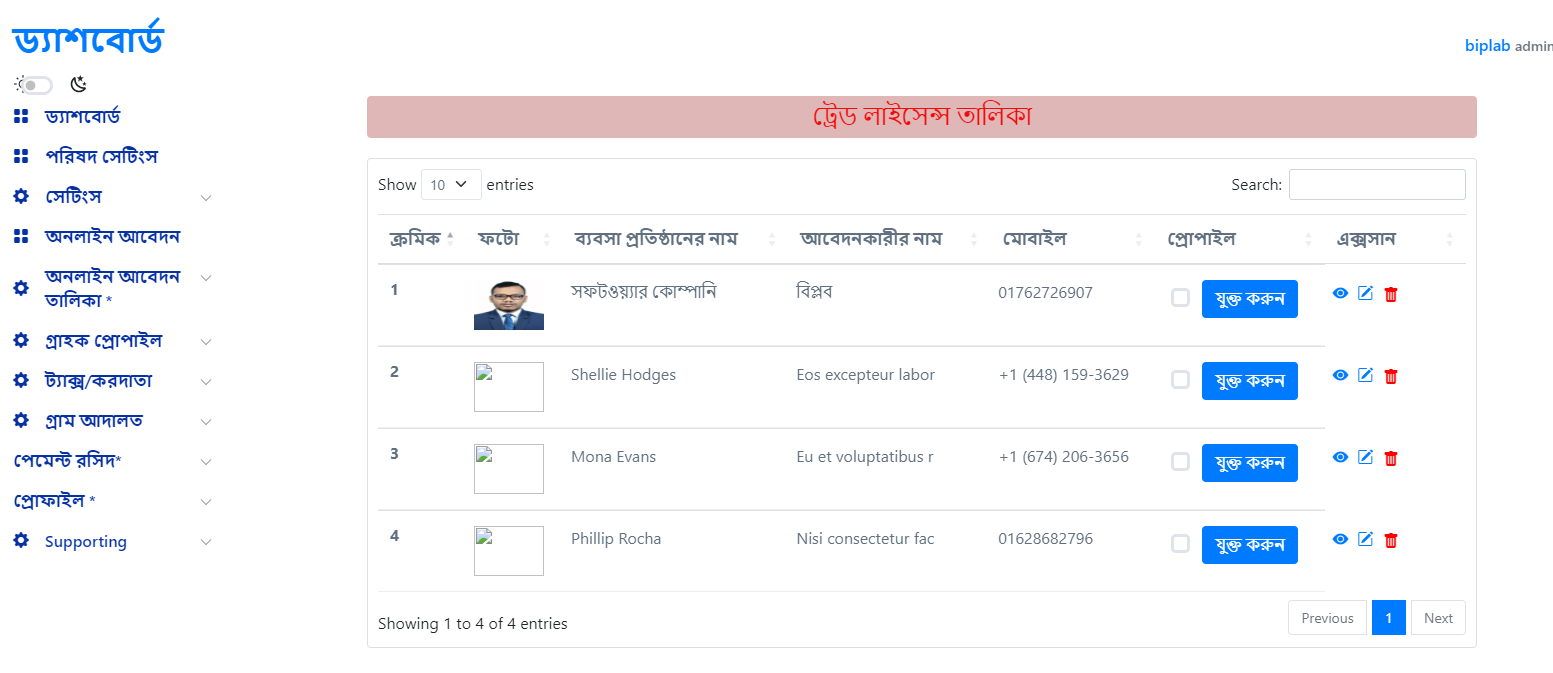 ড্যাশবোর্ড
biplab admin
ড্যাশবোর্ড
পরিষদ সেটিংস
সেটিংস
অনলাইন আবেদন
অনলাইন আবেদন
তালিকা *
গ্রাহক প্রোপাইল
ট্যাক্স/করদাতা
গ্রাম আদালত
পেমেন্ট রসিদ*
প্রোফাইল *
Supporting
ট্রেড লাইসেন্স তালিকা
Show 10 entries Search:
ক্রমিক ফটো ব্যবসা প্রতিষ্ঠানের নাম আবেদনকারীর নাম মোবাইল প্রোপাইল এক্সসান
1 সফটওয়্যার কোম্পানি বিপ্লব 01762726907 যুক্ত করুন
2 Shellie Hodges Eos excepteur labor +1 (448) 159-3629 যুক্ত করুন
3 Mona Evans Eu et voluptatibus r +1 (674) 206-3656 যুক্ত করুন
4 Phillip Rocha Nisi consectetur fac 01628682796 যুক্ত করুন
Showing 1 to 4 of 4 entries Previous 1 Next